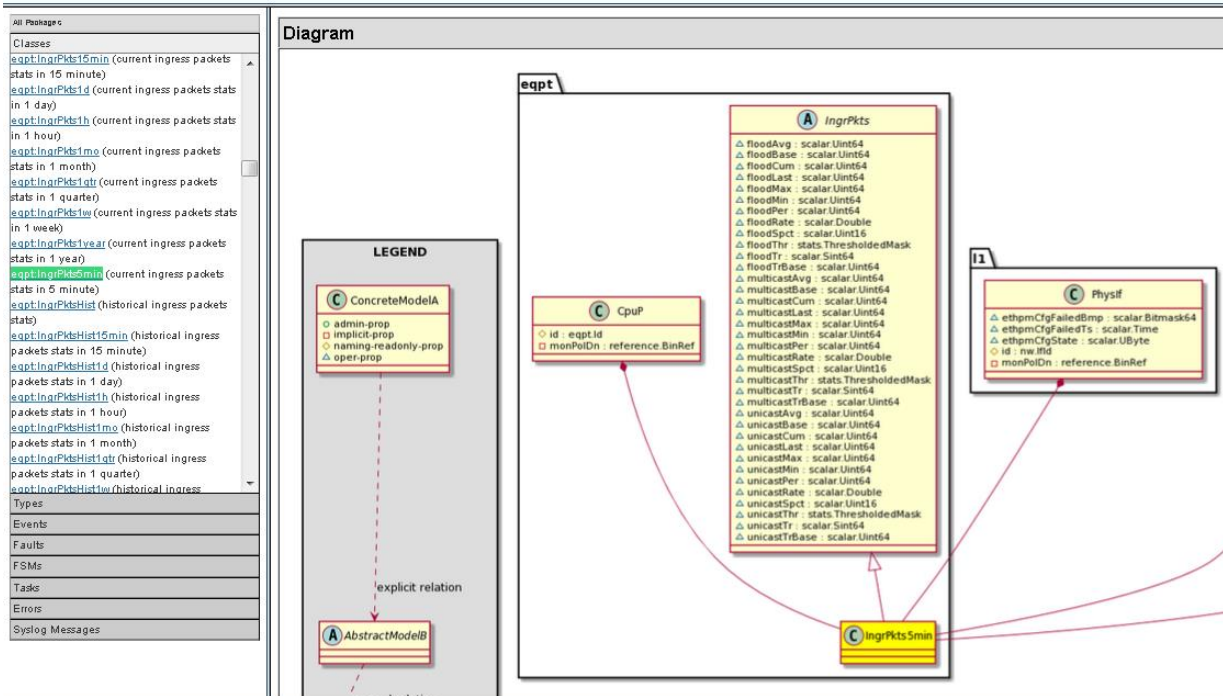 All Packages
Classes
eqpt:IngrPkts15min (current ingress packets
stats in 15 minute)
eqpt:IngrPkts1d (current ingress packets stats
in 1 day)
eqpt:IngrPkts1h (current ingress packets stats
in 1 hour)
eqpt:IngrPkts1mo (current ingress packets
stats in 1 month)
eqpt:IngrPkts1qtr (current ingress packets
stats in 1 quarter)
eqpt:IngrPkts1w (current ingress packets stats
in 1 week)
eqpt:IngrPkts1year (current ingress packets
stats in 1 year)
eqpt:IngrPkts5min (current ingress packets
stats in 5 minute)
eqpt:IngrPktsHist (historical ingress packets
stats)
eqpt:IngrPktsHist15min (historical ingress
packets stats in 15 minute)
eqpt:IngrPktsHist1d (historical ingress
packets stats in 1 day)
eqpt:IngrPktsHist1h (historical ingress
packets stats in 1 hour)
eqpt:IngrPktsHist1mo (historical ingress
packets stats in 1 month)
eqpt:IngrPktsHist1qtr (historical ingress
packets stats in 1 quarter)
eqpt:IngrPktsHist1w (historical ingress
Types
Events
Faults
FSMs
Tasks
Errors
Syslog Messages
Diagram
LEGEND
C ConcreteModelA
admin-prop
implicit-prop
naming-readonly-prop
oper-prop
explicit relation
A AbstractModelB
eqpt
C CpuP
id : eqpt.Id
monPolDn : reference.BinRef
A IngrPkts
floodAvg : scalar.Uint64
floodBase : scalar.Uint64
floodCum : scalar.Uint64
floodLast : scalar.Uint64
floodMax : scalar.Uint64
floodMin : scalar.Uint64
floodPer : scalar.Uint64
floodRate : scalar.Double
floodSpct : scalar.Uint16
floodThr : stats.ThresholdedMask
floodTr : scalar.Sint64
floodTrBase : scalar.Uint64
multicastAvg : scalar.Uint64
multicastBase : scalar.Uint64
multicastCum : scalar.Uint64
multicastLast : scalar.Uint64
multicastMax : scalar.Uint64
multicastMin : scalar.Uint64
multicastPer : scalar.Uint64
multicastRate : scalar.Double
multicastSpct : scalar.Uint16
multicastThr : stats.ThresholdedMask
multicastTr : scalar.Sint64
multicastTrBase : scalar.Uint64
unicastAvg : scalar.Uint64
unicastBase : scalar.Uint64
unicastCum : scalar.Uint64
unicastLast : scalar.Uint64
unicastMax : scalar.Uint64
unicastMin : scalar.Uint64
unicastPer : scalar.Uint64
unicastRate : scalar.Double
unicastSpct : scalar.Uint16
unicastThr : stats.ThresholdedMask
unicastTr : scalar.Sint64
unicastTrBase : scalar.Uint64
C IngrPkts5min
l1
C PhysIf
ethpmCfgFailedBmp : scalar.Bitmask64
ethpmCfgFailedTs : scalar.Time
ethpmCfgState : scalar.UByte
id : nw.IfId
monPolDn : reference.BinRef